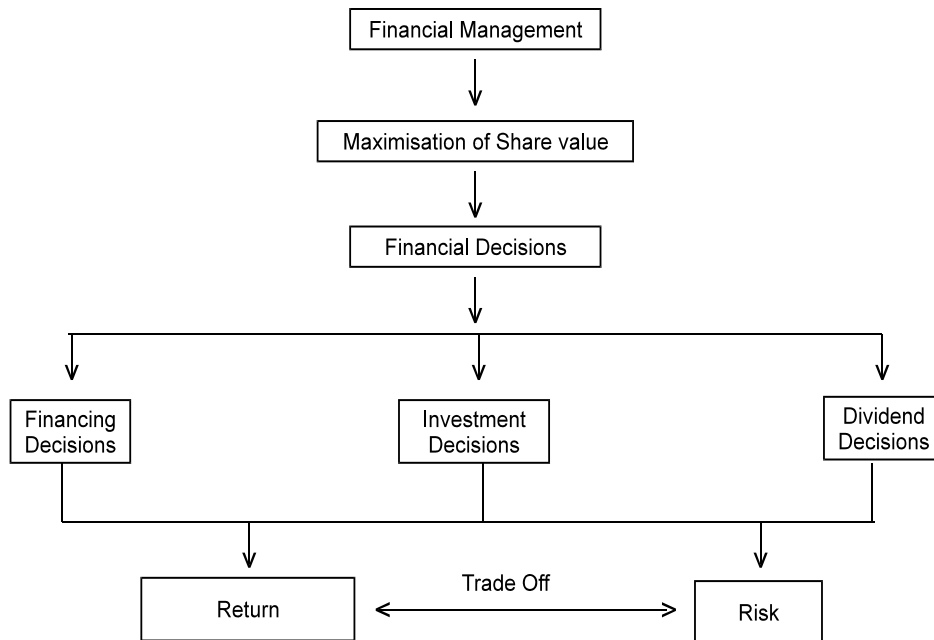 Financial Management
Maximisation of Share value
Financial Decisions
Financing
Decisions
Investment
Decisions
Dividend
Decisions
Return
Trade Off
Risk